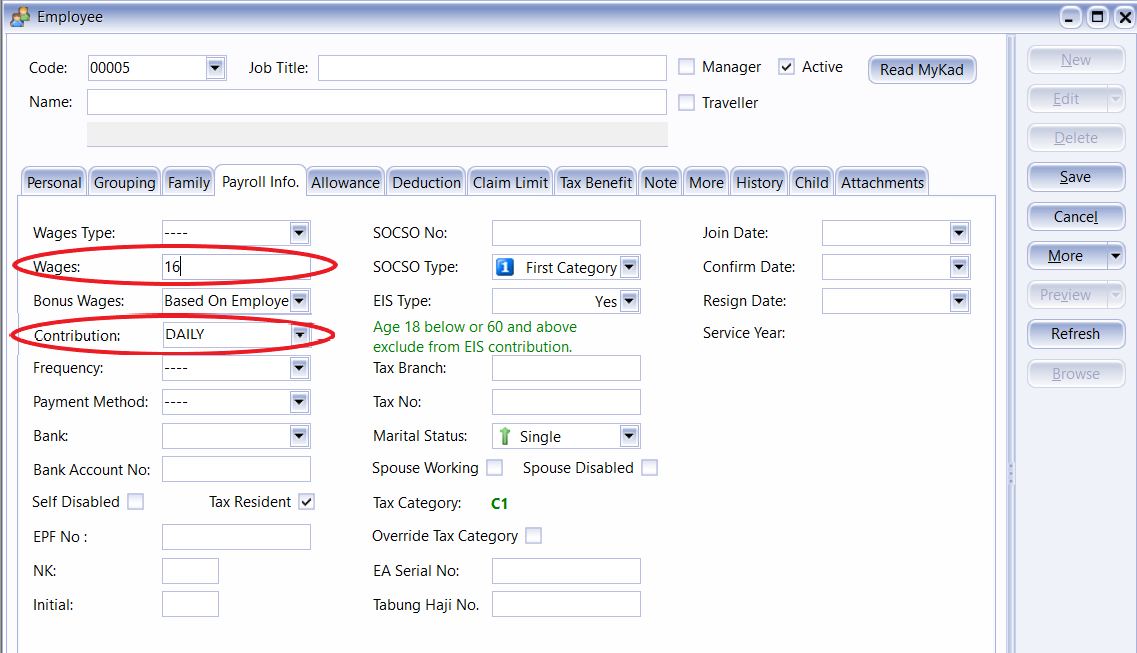 Employee
Code: 00005 Job Title: Manager Active Read MyKad
Name: Traveller
Personal Grouping Family Payroll Info. Allowance Deduction Claim Limit Tax Benefit Note More History Child Attachments
Wages Type: ---- SOCSO No: Join Date:
Wages: 16 SOCSO Type: 1 First Category Confirm Date:
Bonus Wages: Based On Employe EIS Type: Yes Resign Date:
Contribution: DAILY Age 18 below or 60 and above Service Year:
exclude from EIS contribution.
Frequency: ---- Tax Branch:
Payment Method: ---- Tax No:
Bank: Marital Status: Single
Bank Account No: Spouse Working Spouse Disabled
Self Disabled Tax Resident Tax Category: C1
EPF No : Override Tax Category
NK: EA Serial No:
Initial: Tabung Haji No.
New
Edit
Delete
Save
Cancel
More
Preview
Refresh
Browse